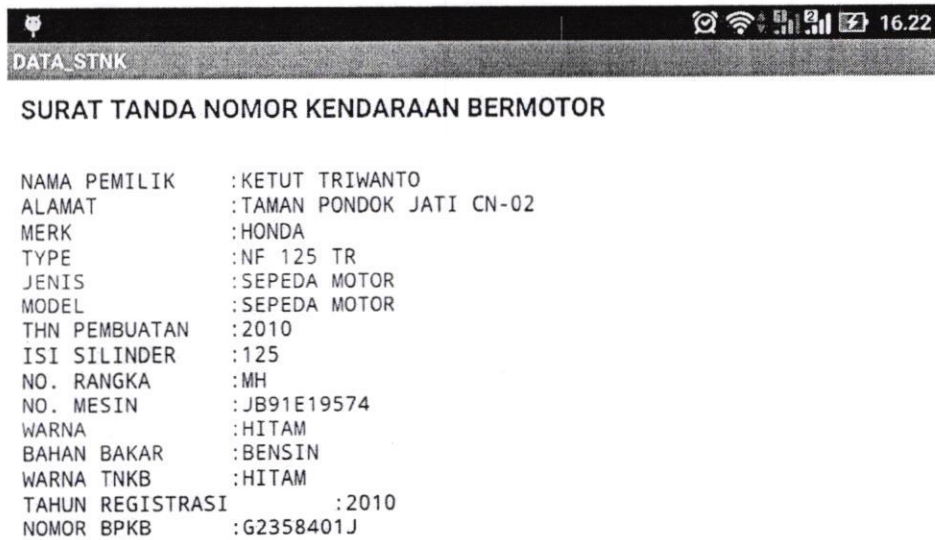 16.22
DATA_STNK
SURAT TANDA NOMOR KENDARAAN BERMOTOR
NAMA PEMILIK :KETUT TRIWANTO
ALAMAT :TAMAN PONDOK JATI CN-02
MERK :HONDA
TYPE :NF 125 TR
JENIS :SEPEDA MOTOR
MODEL :SEPEDA MOTOR
THN PEMBUATAN :2010
ISI SILINDER :125
NO. RANGKA :MH
NO. MESIN :JB91E19574
WARNA :HITAM
BAHAN BAKAR :BENSIN
WARNA TNKB :HITAM
TAHUN REGISTRASI :2010
NOMOR BPKB :G2358401J